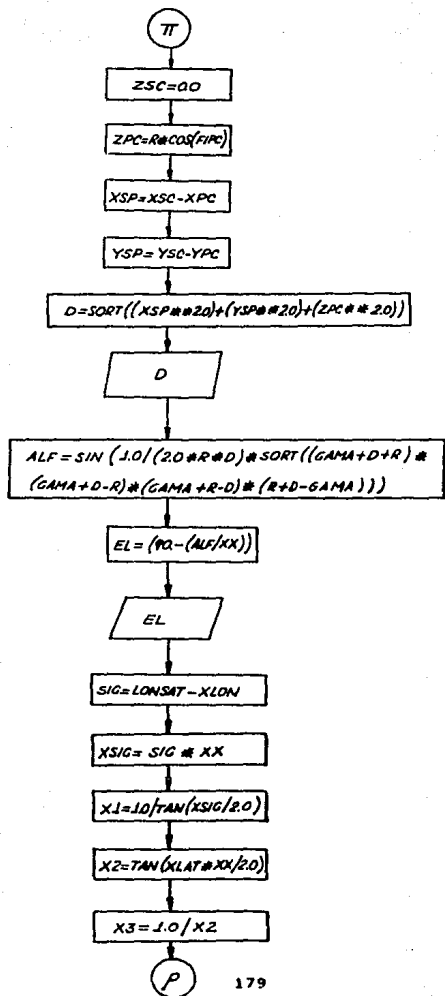 π
ZSC=0.0
ZPC=R*COS(FIPC)
XSP=XSC-XPC
YSP=YSC-YPC
D=SORT((XSP**2.0)+(YSP**2.0)+(ZPC**2.0))
D
ALF=SIN(1.0/(2.0*R*D)*SORT((GAMA+D+R)*
(GAMA+D-R)*(GAMA+R-D)*(R+D-GAMA)))
EL=(90.-(ALF/XX))
EL
SIG=LONSAT-XLON
XSIG=SIG*XX
X1=1.0/TAN(XSIG/2.0)
X2=TAN(XLAT*XX/2.0)
X3=1.0/X2
ρ
179